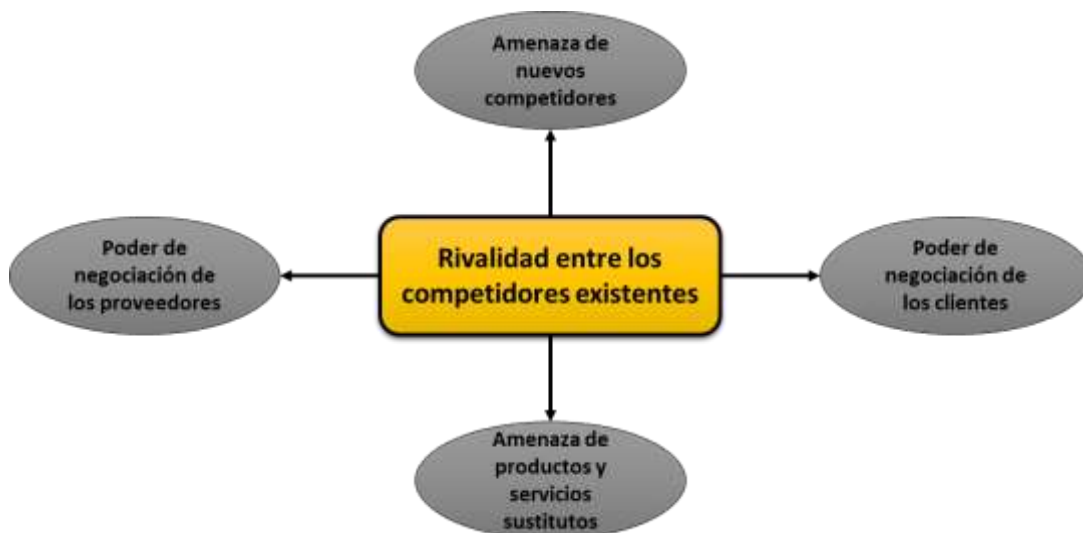 Amenaza de
nuevos
competidores
Poder de
negociación de
los proveedores
Rivalidad entre los
competidores existentes
Poder de
negociación de
los clientes
Amenaza de
productos y
servicios
sustitutos